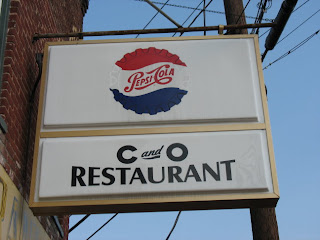 Pepsi-Cola
C and O
RESTAURANT